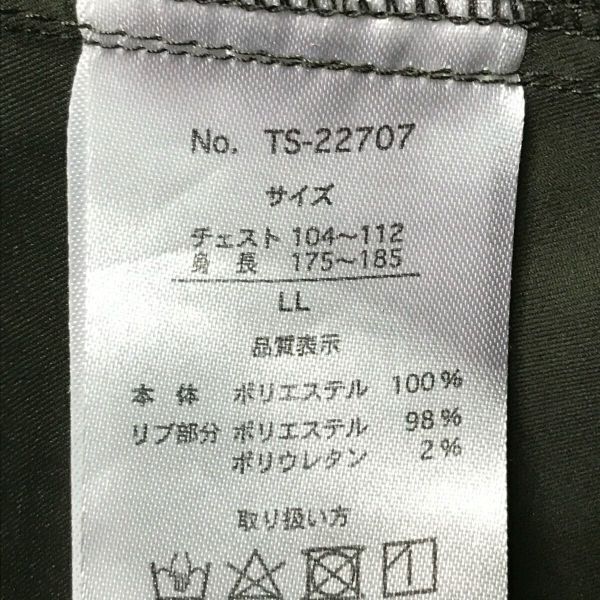 No. TS-22707
サイズ
チェスト 104~112
身 長 175~185
LL
品質表示
本 体 ポリエステル 100%
リブ部分 ポリエステル 98%
ポリウレタン 2%
取り扱い方